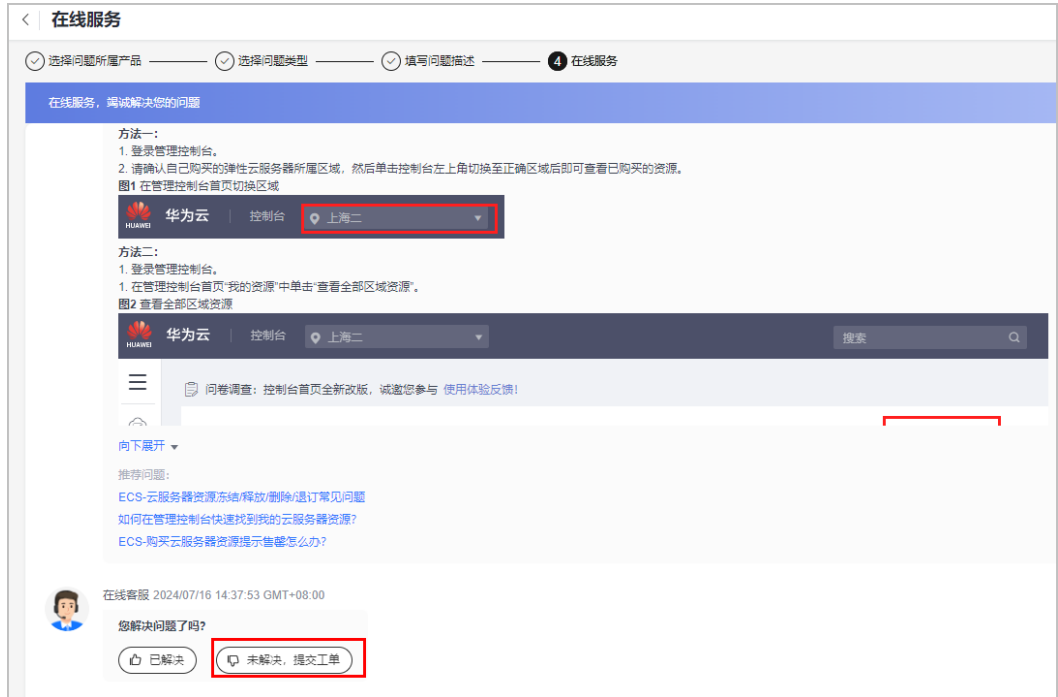 在线服务
选择问题所属产品
选择问题类型
填写问题描述
4 在线服务
在线服务，竭诚解决您的问题
方法一：
1. 登录管理控制台。
2. 请确认自己购买的弹性云服务器所属区域，然后单击控制台左上角切换至正确区域后即可查看已购买的资源。
图1 在管理控制台首页切换区域
HUAWEI 华为云 控制台 上海二
方法二：
1. 登录管理控制台。
1. 在管理控制台首页“我的资源”中单击“查看全部区域资源”。
图2 查看全部区域资源
HUAWEI 华为云 控制台 上海二 搜索
问卷调查：控制台首页全新改版，诚邀您参与 使用体验反馈！
向下展开
推荐问题：
ECS-云服务器资源冻结/释放/删除/退订常见问题
如何在管理控制台快速找到我的云服务器资源？
ECS-购买云服务器资源提示售罄怎么办？
在线客服 2024/07/16 14:37:53 GMT+08:00
您解决问题了吗？
已解决 未解决，提交工单